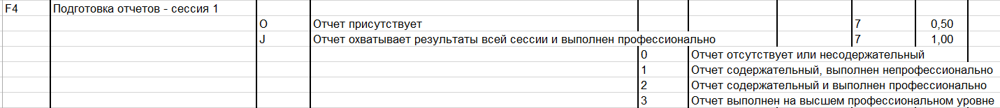 F4 Подготовка отчетов - сессия 1
O Отчет присутствует 7 0,50
J Отчет охватывает результаты всей сессии и выполнен профессионально 7 1,00
0 Отчет отсутствует или несодержательный
1 Отчет содержательный, выполнен непрофессионально
2 Отчет содержательный и выполнен профессионально
3 Отчет выполнен на высшем профессиональном уровне